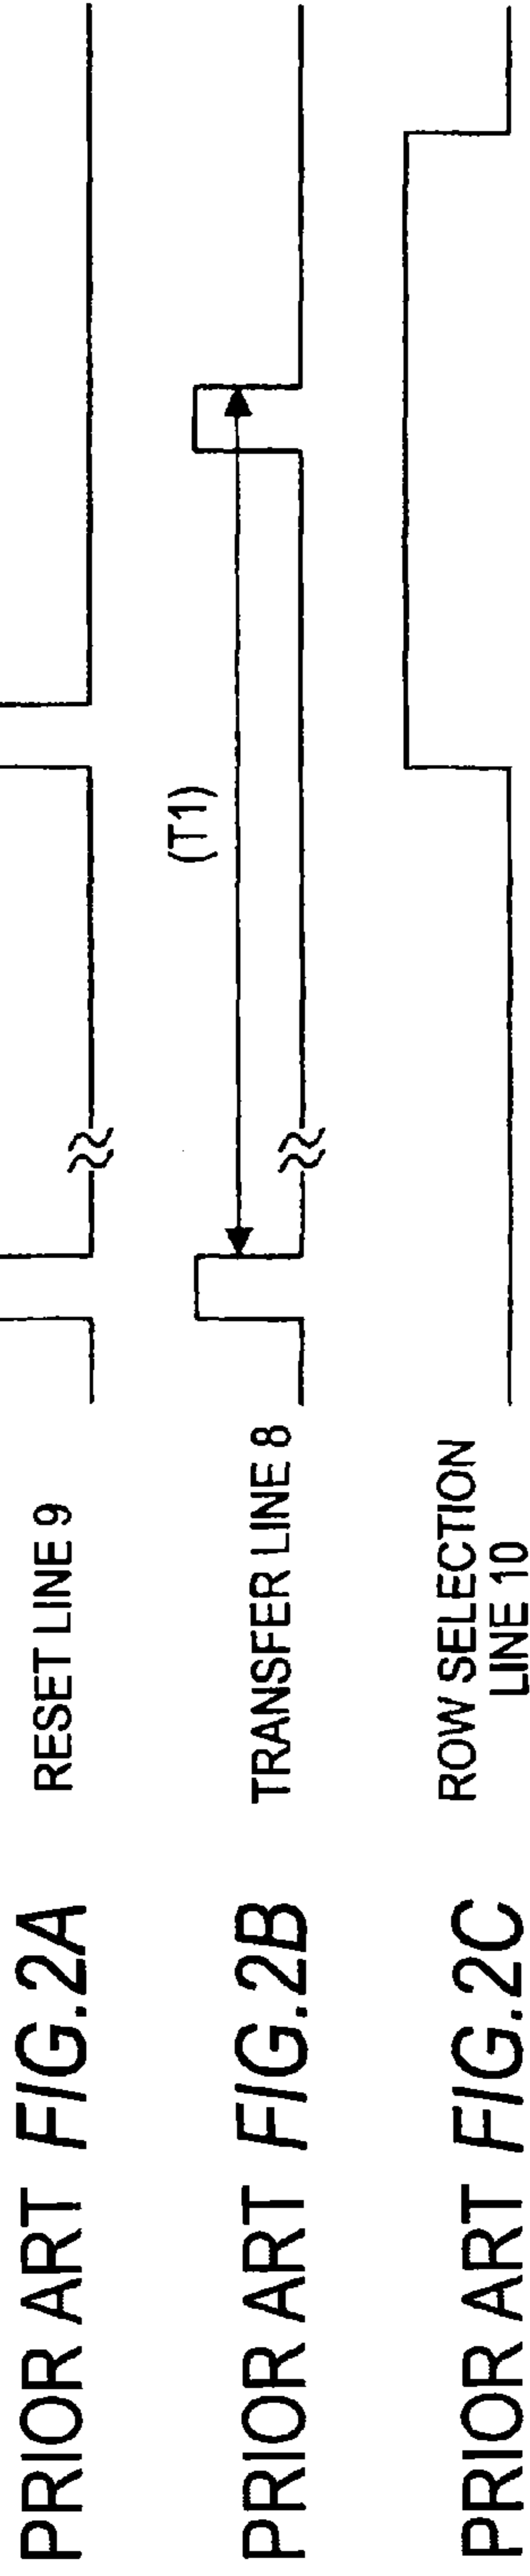 PRIOR ART FIG.2A RESET LINE 9
PRIOR ART FIG.2B TRANSFER LINE 8
(T1)
PRIOR ART FIG.2C ROW SELECTION
LINE 10